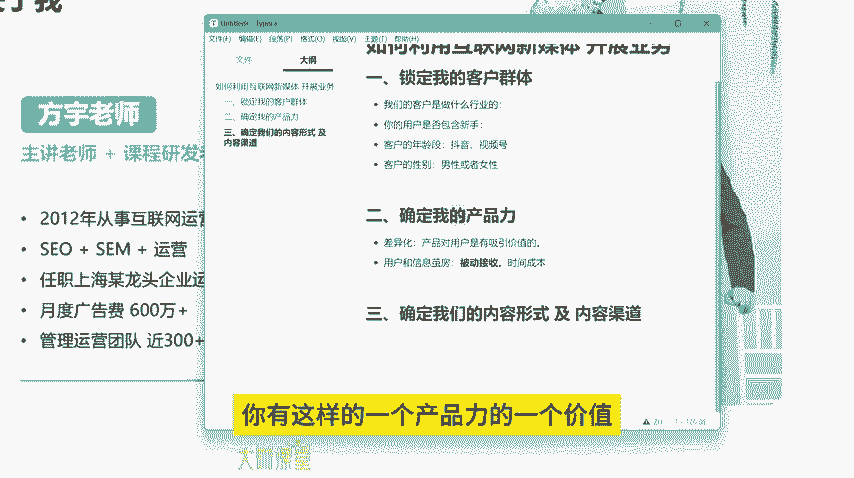 于我
方宇老师
主讲老师 + 课程研发
• 2012年从事互联网运营
• SEO + SEM + 运营
• 任职上海某龙头企业运
• 月度广告费 600万+
• 管理运营团队 近300+
Untitled - Typora
文件(F) 编辑(E) 段落(P) 格式(O) 视图(V) 主题(T) 帮助(H)
文件 大纲
如何利用互联网新媒体 开展业务
一、锁定我的客户群体
二、确定我的产品力
三、确定我们的内容形式 及
内容渠道
如何利用互联网新媒体 开展业务
一、锁定我的客户群体
• 我们的客户是做什么行业的:
• 你的用户是否包含新手:
• 客户的年龄段: 抖音、视频号
• 客户的性别: 男性或者女性
二、确定我的产品力
• 差异化: 产品对用户是有吸引价值的。
• 用户和信息茧房: 被动接收。时间成本
三、确定我们的内容形式 及 内容渠道
你有这样的一个产品力的一个价值